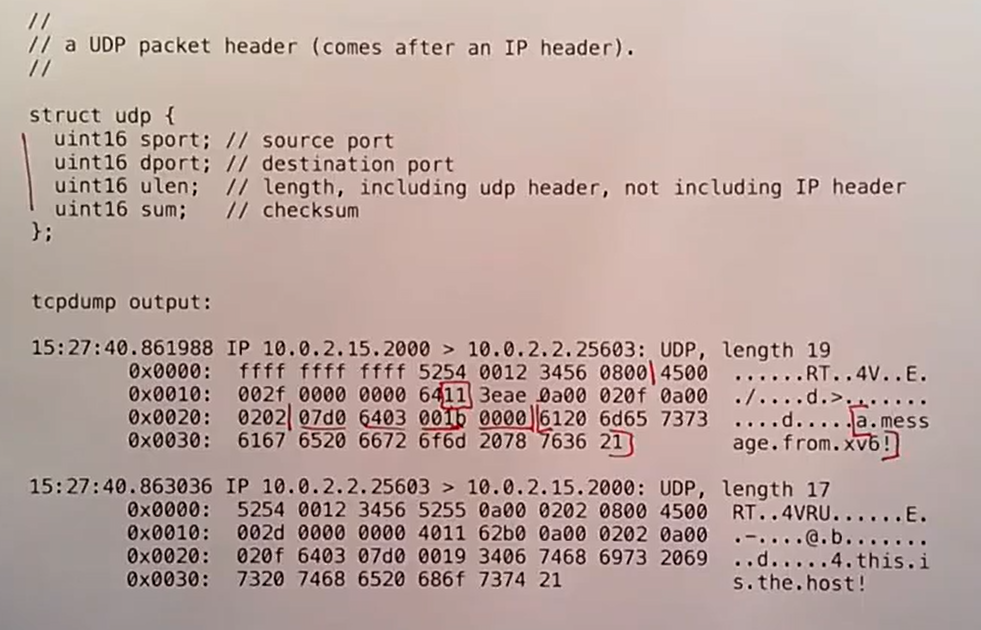 //
// a UDP packet header (comes after an IP header).
//
struct udp {
uint16 sport; // source port
uint16 dport; // destination port
uint16 ulen; // length, including udp header, not including IP header
uint16 sum; // checksum
};
tcpdump output:
15:27:40.861988 IP 10.0.2.15.2000 > 10.0.2.2.25603: UDP, length 19
0x0000: ffff ffff ffff 5254 0012 3456 0800 4500 ......RT..4V..E.
0x0010: 002f 0000 0000 6411 3eae 0a00 020f 0a00 ./....d.>.......
0x0020: 0202 07d0 6403 001b 0000 6120 6d65 7373 ....d.....a.mess
0x0030: 6167 6520 6672 6f6d 2078 7636 21 age.from.xv6!
15:27:40.863036 IP 10.0.2.2.25603 > 10.0.2.15.2000: UDP, length 17
0x0000: 5254 0012 3456 5255 0a00 0202 0800 4500 RT..4VRU......E.
0x0010: 002d 0000 0000 4011 62b0 0a00 0202 0a00 .-....@.b.......
0x0020: 020f 6403 07d0 0019 3406 7468 6973 2069 ..d.....4.this.i
0x0030: 7320 7468 6520 686f 7374 21 s.the.host!